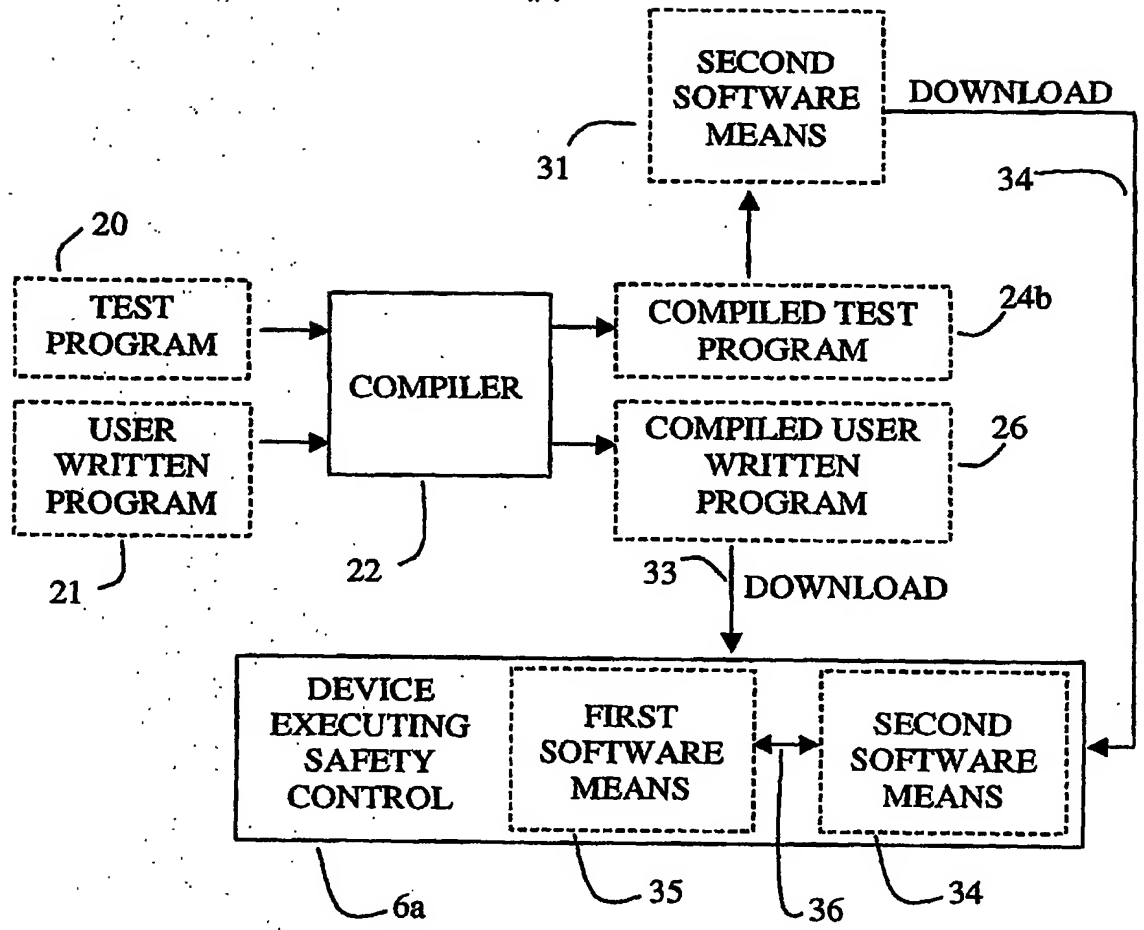 SECOND
SOFTWARE
MEANS
DOWNLOAD
31
34
20
TEST
PROGRAM
COMPILER
COMPILED TEST
PROGRAM
24b
USER
WRITTEN
PROGRAM
COMPILED USER
WRITTEN
PROGRAM
26
21
22
33
DOWNLOAD
DEVICE
EXECUTING
SAFETY
CONTROL
FIRST
SOFTWARE
MEANS
SECOND
SOFTWARE
MEANS
6a
35
36
34